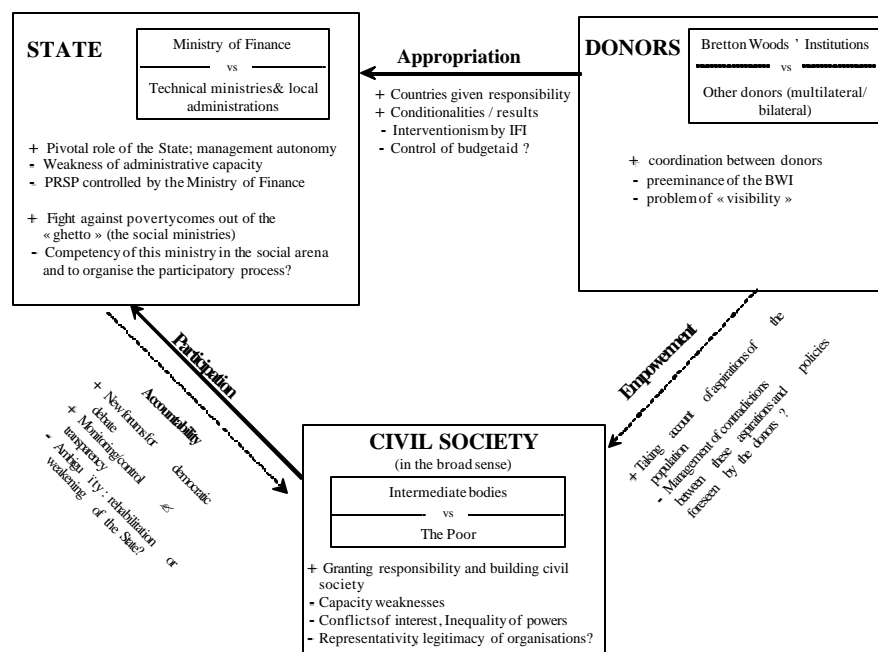 STATE
Ministry of Finance
vs
Technical ministries& local
administrations
+ Pivotal role of the State; management autonomy
- Weakness of administrative capacity
- PRSP controlled by the Ministry of Finance
+ Fight against povertycomes out of the
« ghetto » (the social ministries)
- Competency of this ministry in the social arena
and to organise the participatory process?
Appropriation
+ Countries given responsibility
+ Conditionalities / results
- Interventionism by IFI
- Control of budgetaid ?
DONORS
Bretton Woods ’ Institutions
vs
Other donors (multilateral/
bilateral)
+ coordination between donors
- preeminance of the BWI
- problem of « visibility »
Participation
Accountability
+ New forums for democratic
debate
+ Monitoring/control &
transparency
- Ambigu ïty : rehabilitation or
weakening of the State?
Empowerment
+ Taking account of aspirations of the
population
- Management of contradictions
between these aspirations and policies
foreseen by the donors ?
CIVIL SOCIETY
(in the broad sense)
Intermediate bodies
vs
The Poor
+ Granting responsibility and building civil
society
- Capacity weaknesses
- Conflicts of interest, Inequality of powers
- Representativity, legitimacy of organisations?